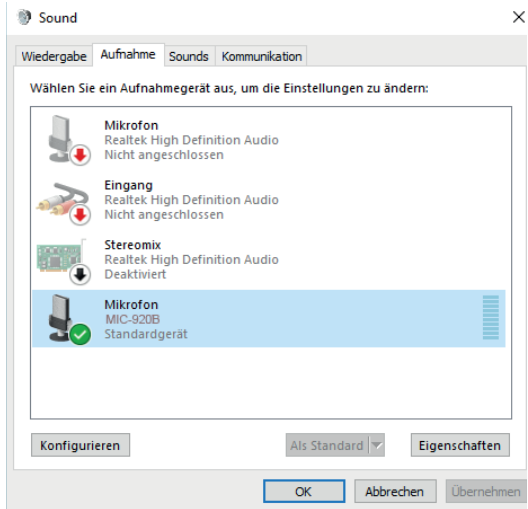 Sound
Wiedergabe Aufnahme Sounds Kommunikation
Wählen Sie ein Aufnahmegerät aus, um die Einstellungen zu ändern:
Mikrofon
Realtek High Definition Audio
Nicht angeschlossen
Eingang
Realtek High Definition Audio
Nicht angeschlossen
Stereomix
Realtek High Definition Audio
Deaktiviert
Mikrofon
MIC-920B
Standardgerät
Konfigurieren Als Standard Eigenschaften
OK Abbrechen Übernehmen